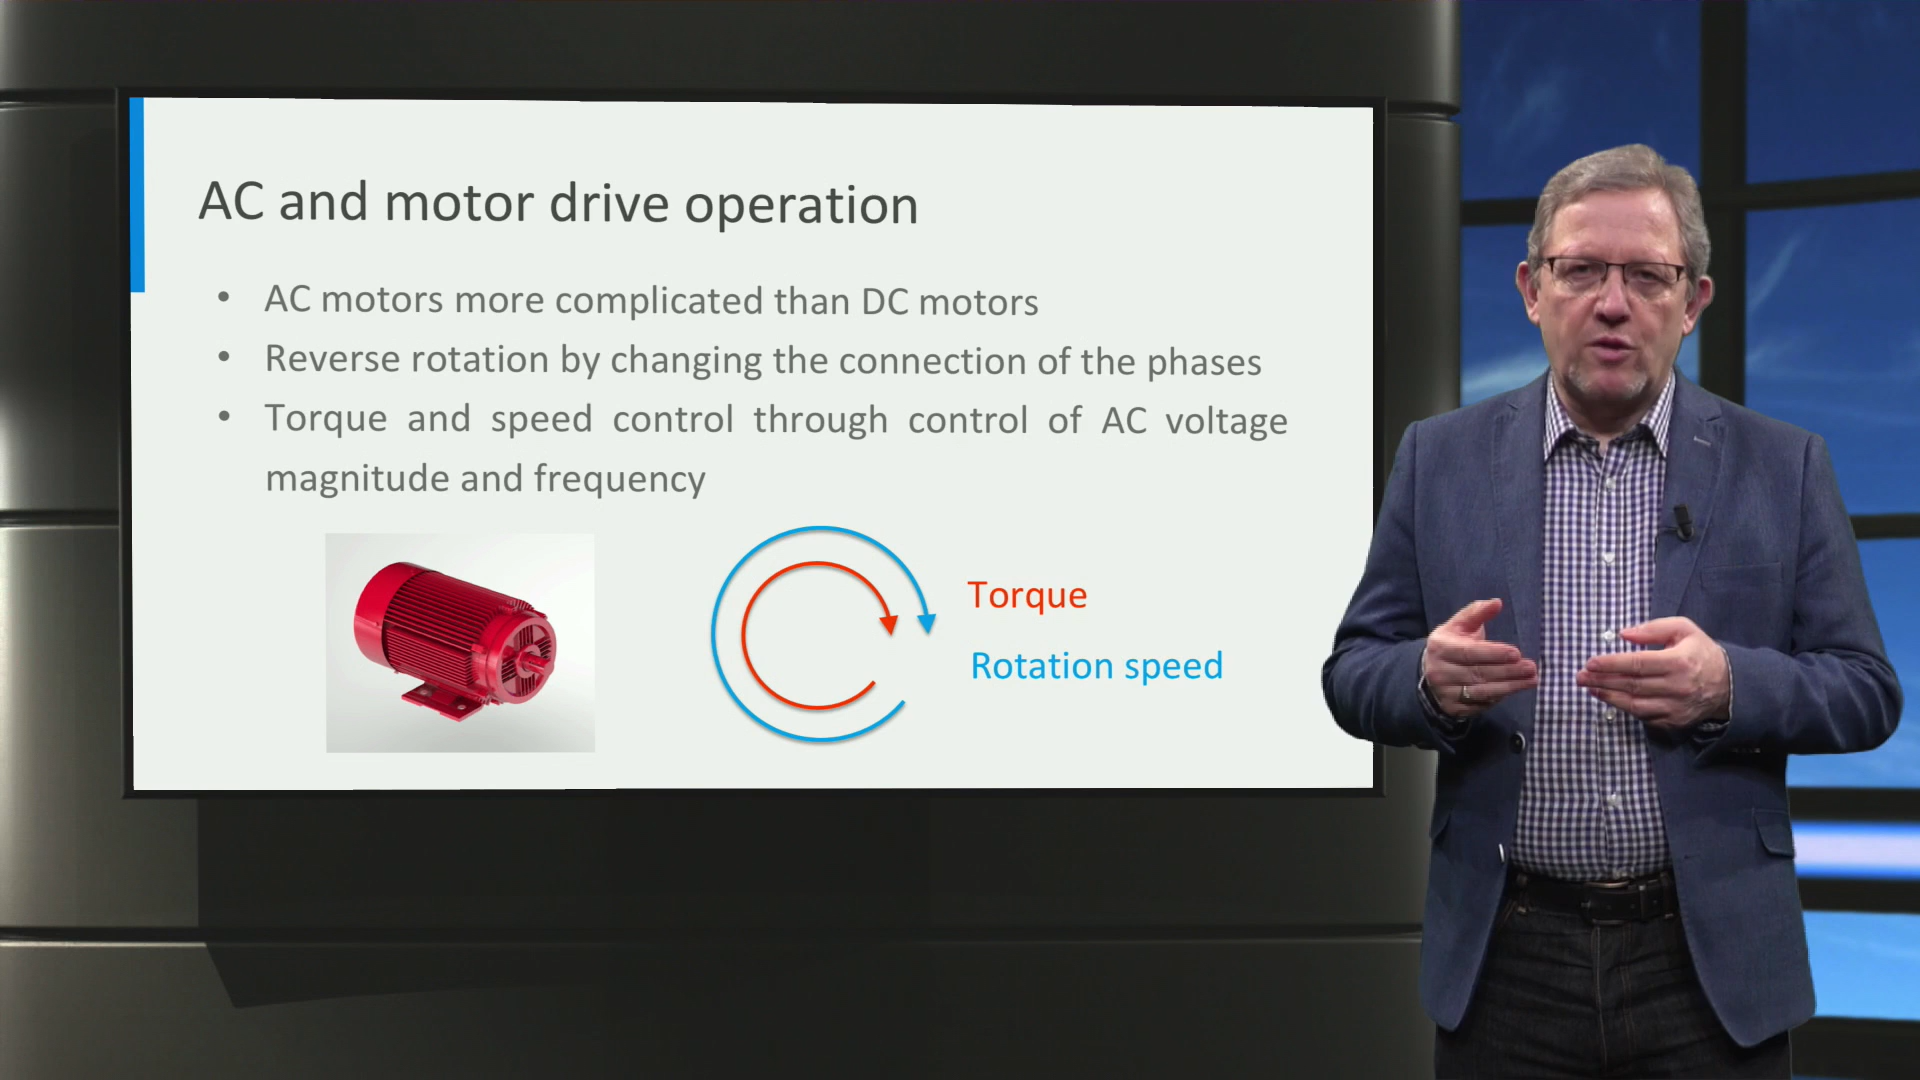 AC and motor drive operation
• AC motors more complicated than DC motors
• Reverse rotation by changing the connection of the phases
• Torque and speed control through control of AC voltage
magnitude and frequency
Torque
Rotation speed